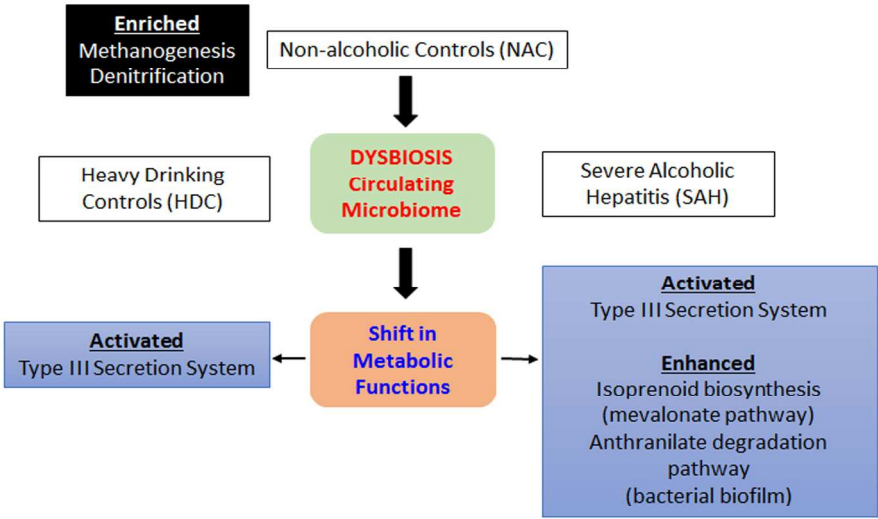 Enriched
Methanogenesis
Denitrification
Non-alcoholic Controls (NAC)
Heavy Drinking
Controls (HDC)
DYSBIOSIS
Circulating
Microbiome
Severe Alcoholic
Hepatitis (SAH)
Activated
Type III Secretion System
Shift in
Metabolic
Functions
Activated
Type III Secretion System
Enhanced
Isoprenoid biosynthesis
(mevalonate pathway)
Anthranilate degradation
pathway
(bacterial biofilm)